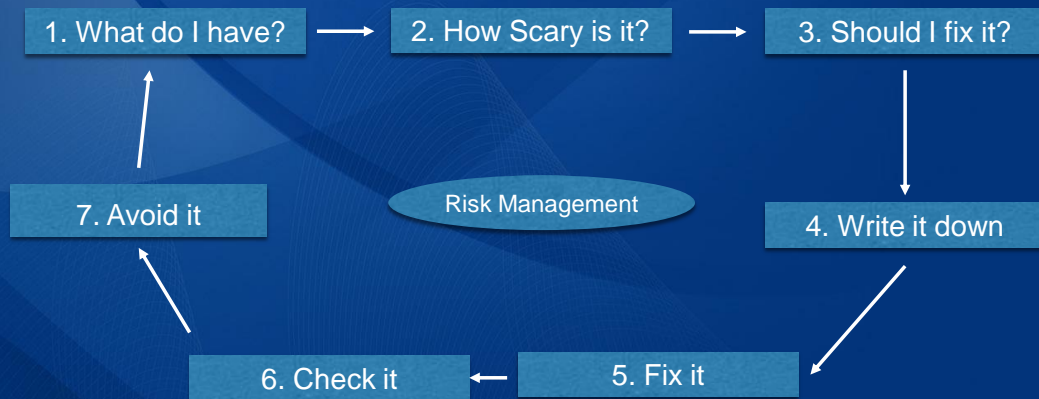 1. What do I have?
2. How Scary is it?
3. Should I fix it?
7. Avoid it
Risk Management
4. Write it down
6. Check it
5. Fix it